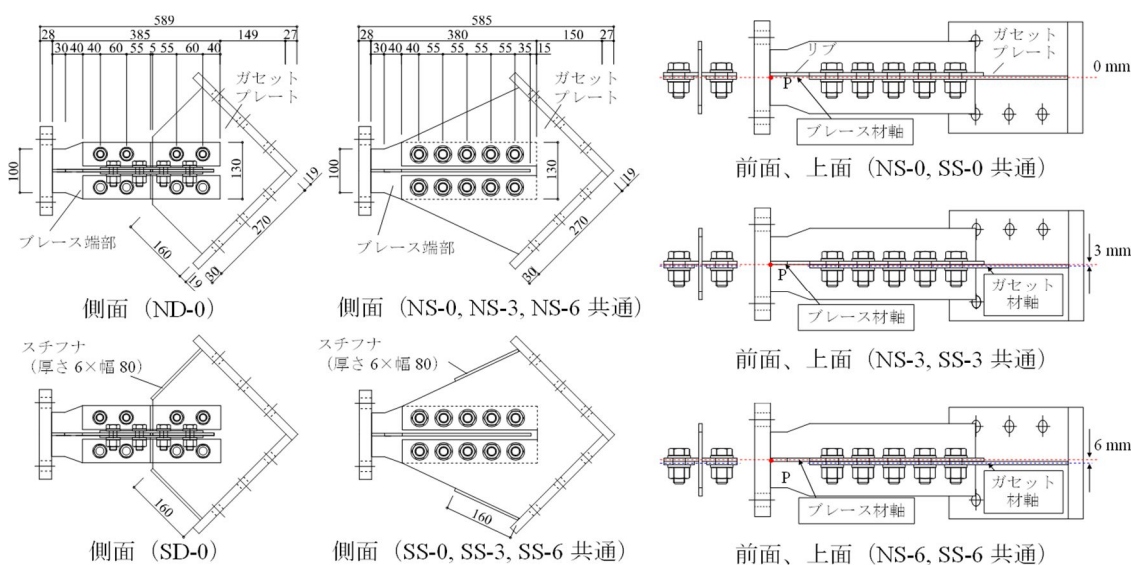 589
28 385 149 27
30 40 40 60 55 5 55 60 40
ガセット
プレート
100
130
ブレース端部
160
19
30
270
19
側面（ND-0）
585
28 380 150 27
30 40 40 55 55 55 55 35 15
ガセット
プレート
100
130
ブレース端部
30
270
19
側面（NS-0, NS-3, NS-6 共通）
スチフナ
（厚さ 6×幅 80）
160
側面（SD-0）
スチフナ
（厚さ 6×幅 80）
160
側面（SS-0, SS-3, SS-6 共通）
リブ
ガセット
プレート
0 mm
P
ブレース材軸
前面、上面（NS-0, SS-0 共通）
3 mm
P
ガセット
材軸
ブレース材軸
前面、上面（NS-3, SS-3 共通）
6 mm
P
ガセット
材軸
ブレース材軸
前面、上面（NS-6, SS-6 共通）